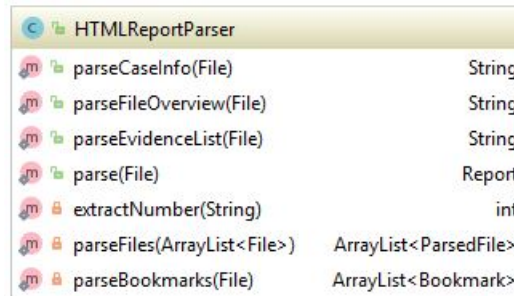 C HTMLReportParser
m parseCaseInfo(File) String
m parseFileOverview(File) String
m parseEvidenceList(File) String
m parse(File) Report
m extractNumber(String) int
m parseFiles(ArrayList<File>) ArrayList<ParsedFile>
m parseBookmarks(File) ArrayList<Bookmark>